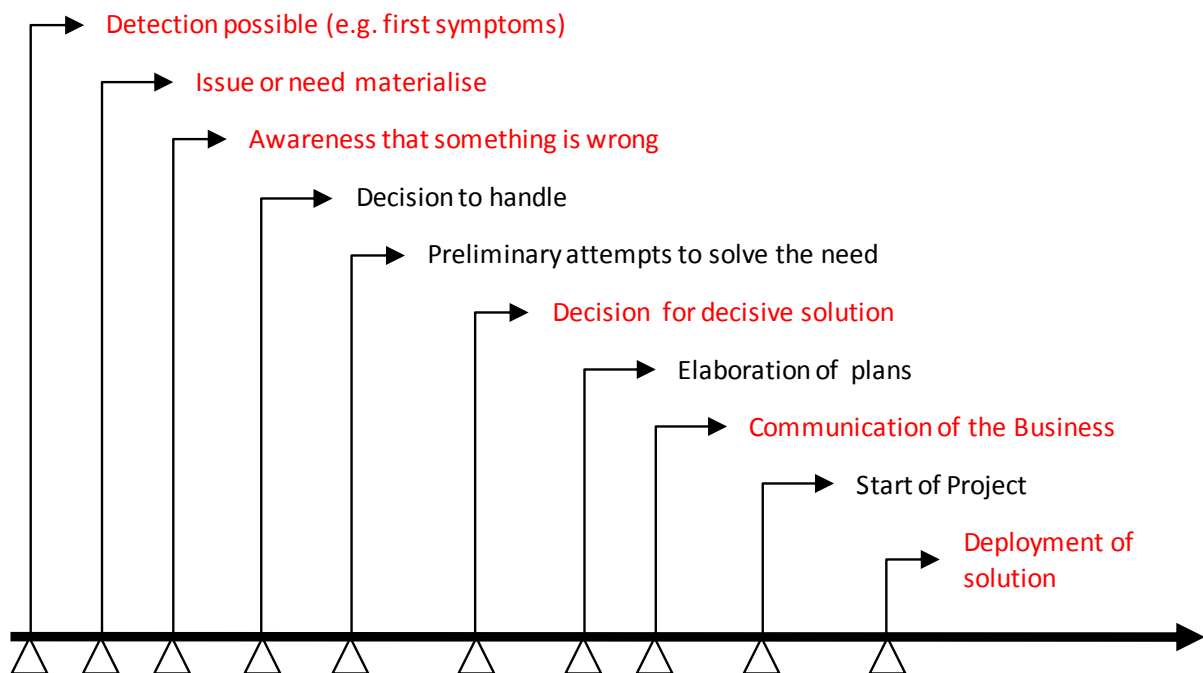 Detection possible (e.g. first symptoms)
Issue or need materialise
Awareness that something is wrong
Decision to handle
Preliminary attempts to solve the need
Decision for decisive solution
Elaboration of plans
Communication of the Business
Start of Project
Deployment of
solution